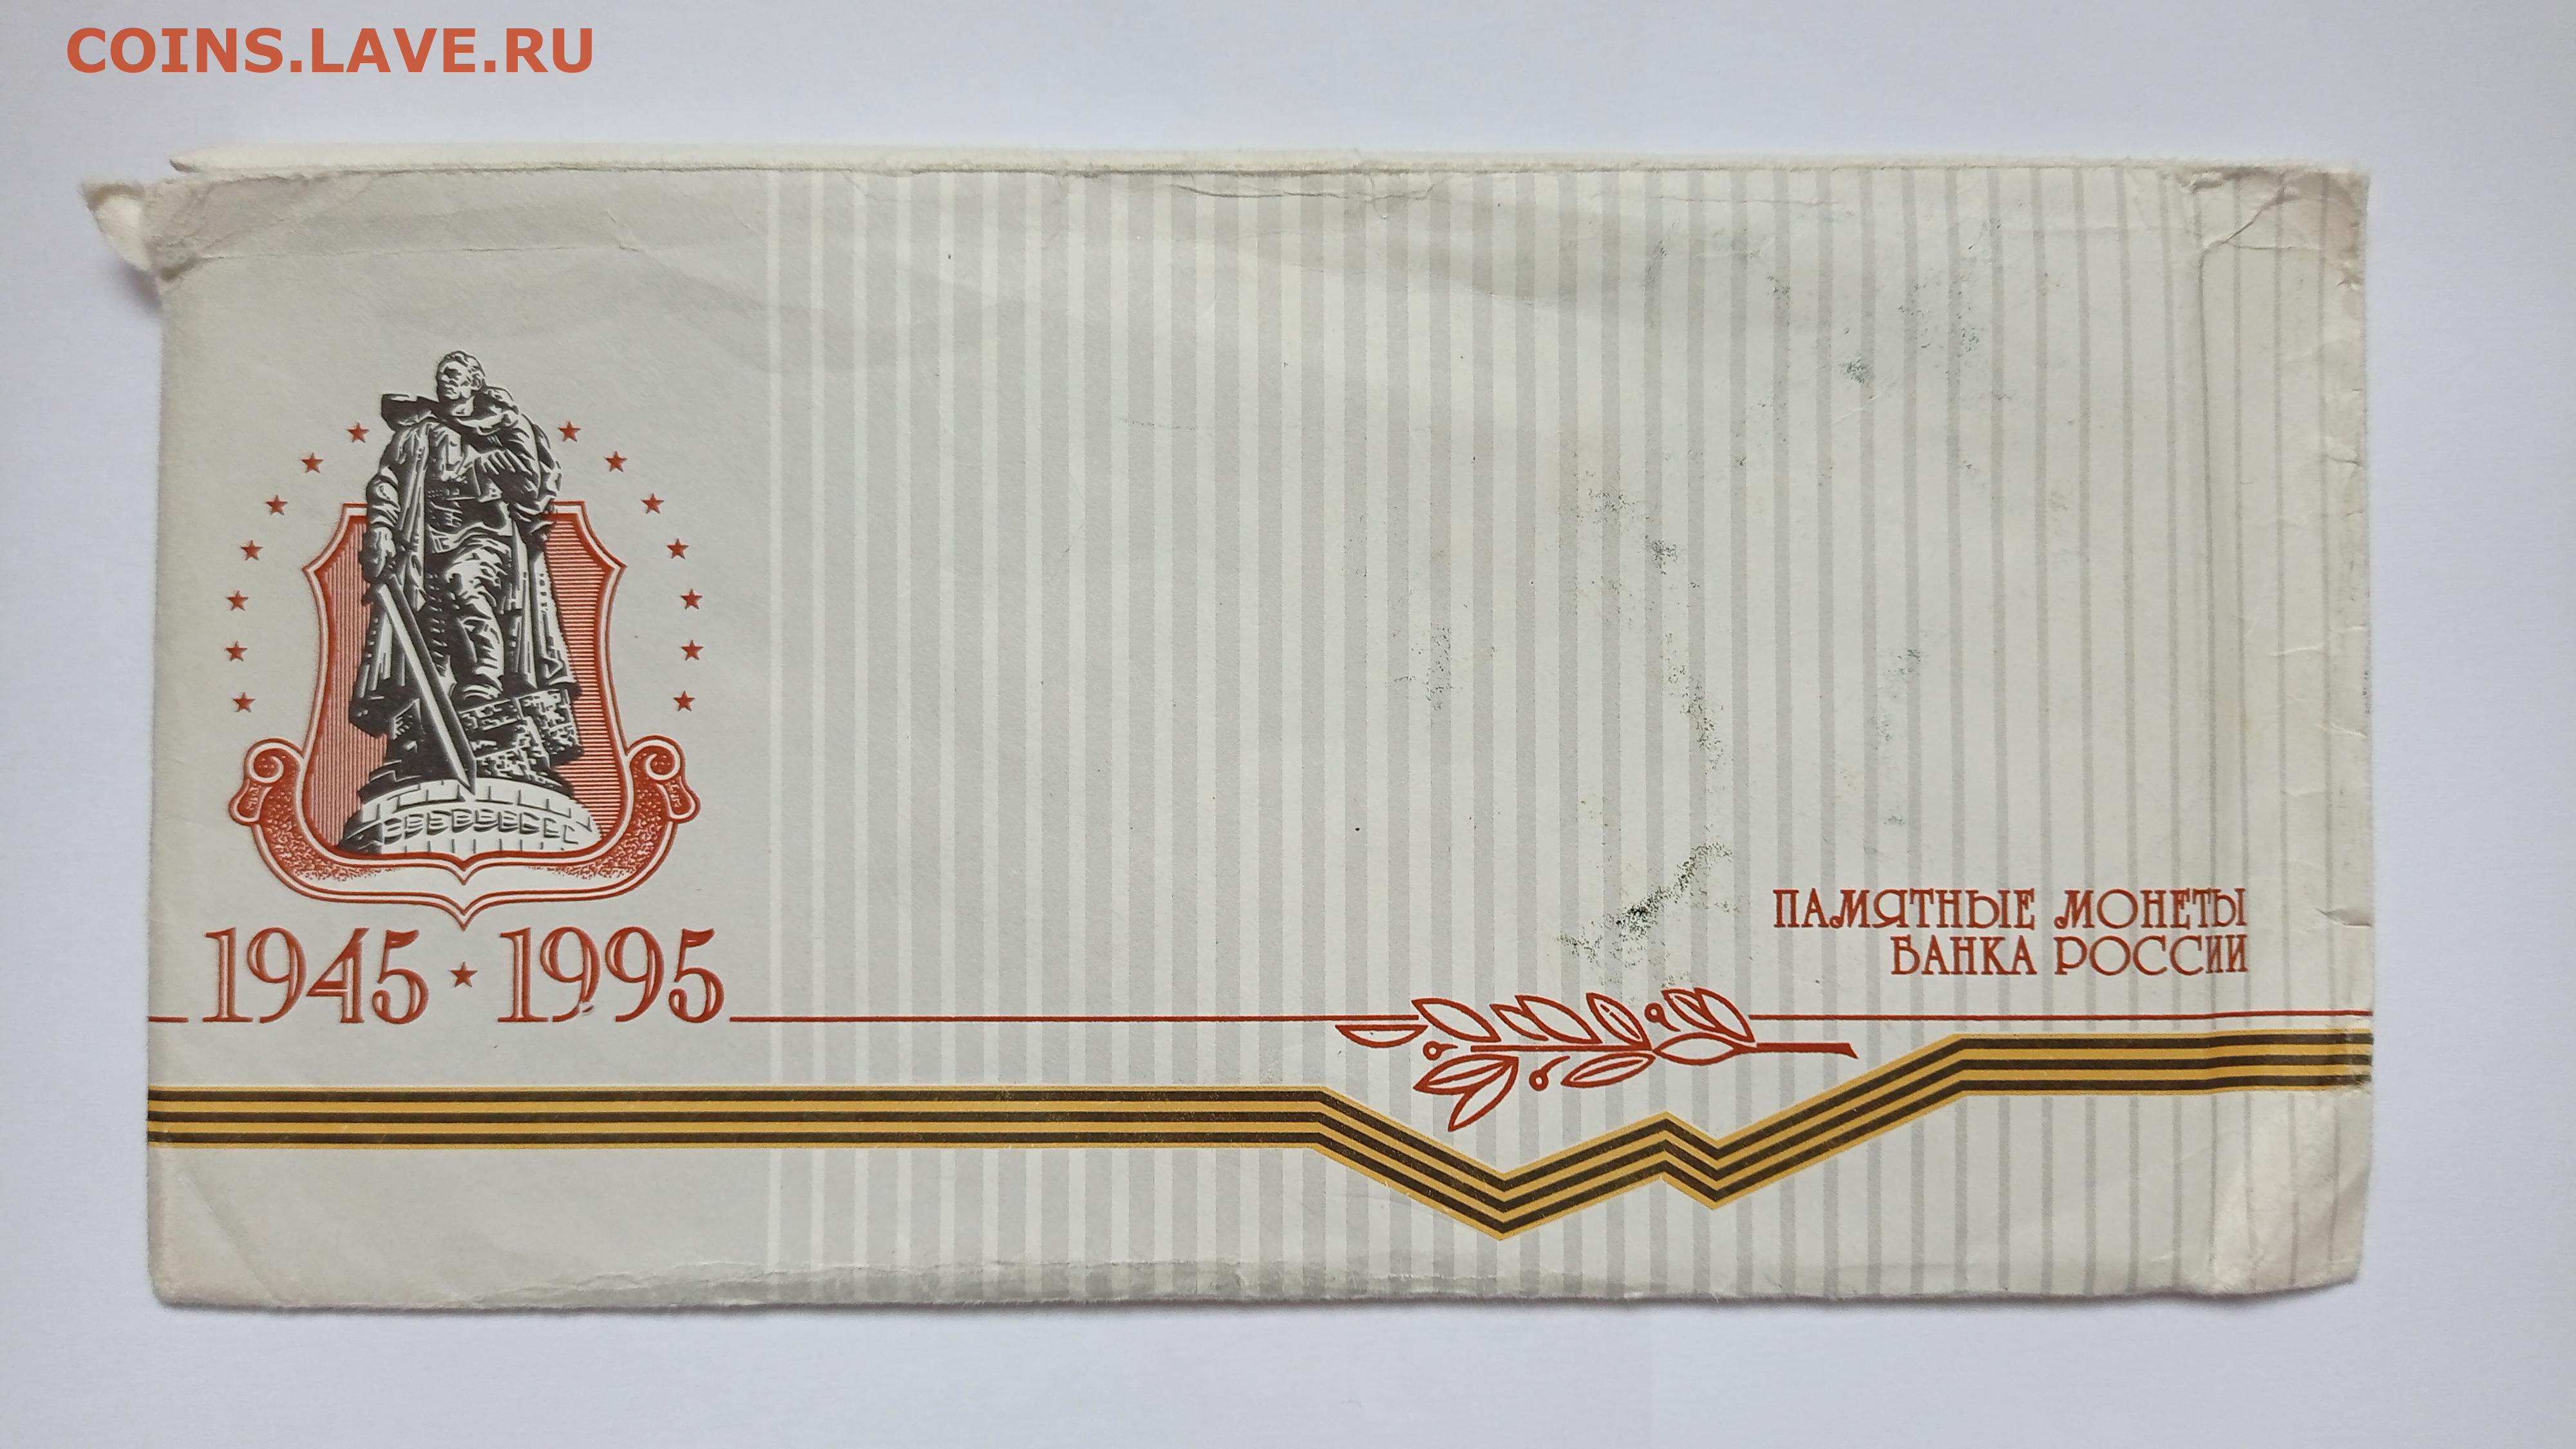 COINS.LAVE.RU
1945 ★ 1995
ПАМЯТНЫЕ МОНЕТЫ
БАНКА РОССИИ